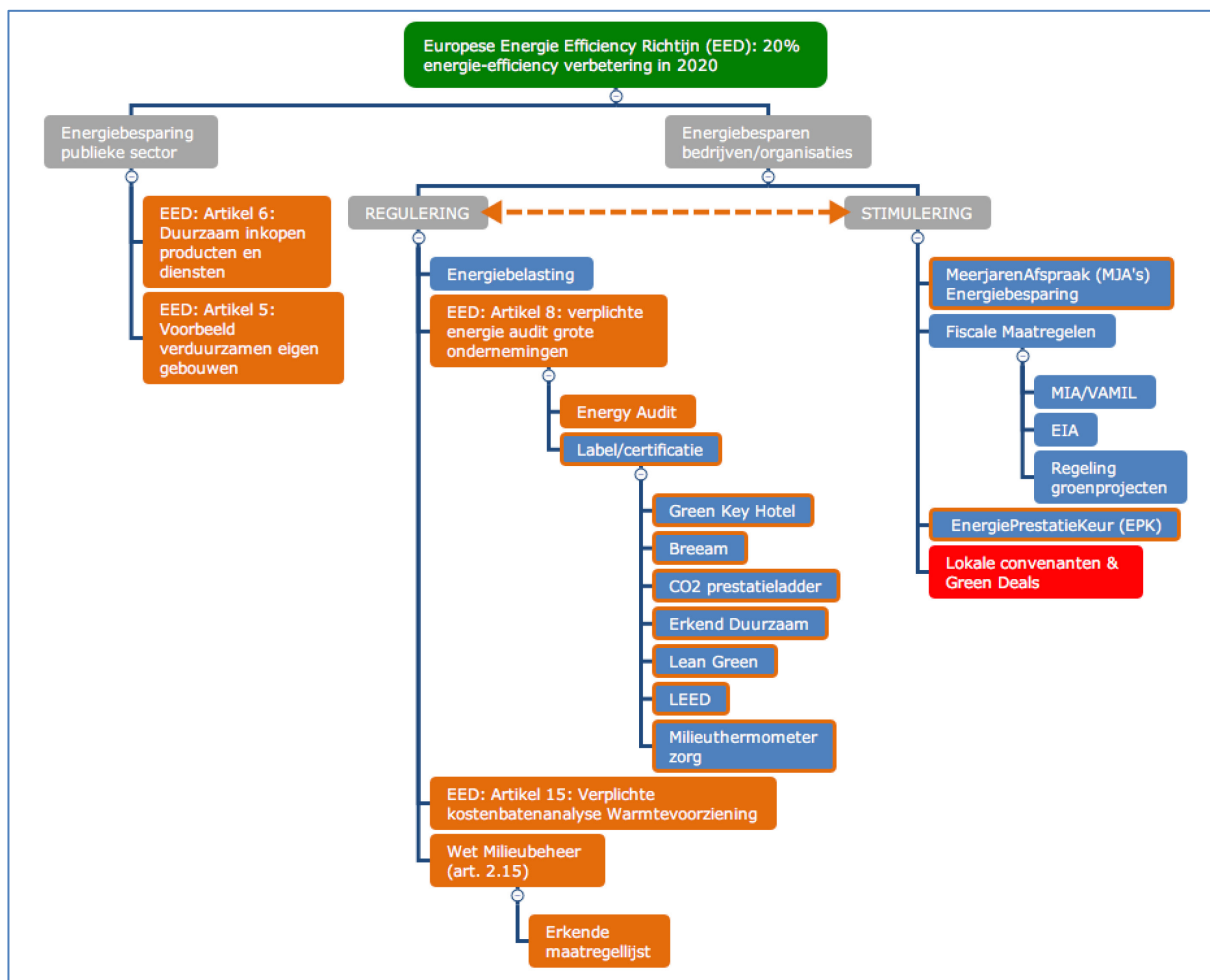 Europese Energie Efficiency Richtijn (EED): 20%
energie-efficiency verbetering in 2020
Energiebesparing
publieke sector
Energiebesparen
bedrijven/organisaties
EED: Artikel 6:
Duurzaam inkopen
producten en
diensten
EED: Artikel 5:
Voorbeeld
verduurzamen eigen
gebouwen
REGULERING
STIMULERING
Energiebelasting
EED: Artikel 8: verplichte
energie audit grote
ondernemingen
Energy Audit
Label/certificatie
Green Key Hotel
Breeam
CO2 prestatieladder
Erkend Duurzaam
Lean Green
LEED
Milieuthermometer
zorg
EED: Artikel 15: Verplichte
kostenbatenanalyse Warmtevoorziening
Wet Milieubeheer
(art. 2.15)
Erkende
maatregellijst
MeerjarenAfspraak (MJA's)
Energiebesparing
Fiscale Maatregelen
MIA/VAMIL
EIA
Regeling
groenprojecten
EnergiePrestatieKeur (EPK)
Lokale convenanten &
Green Deals